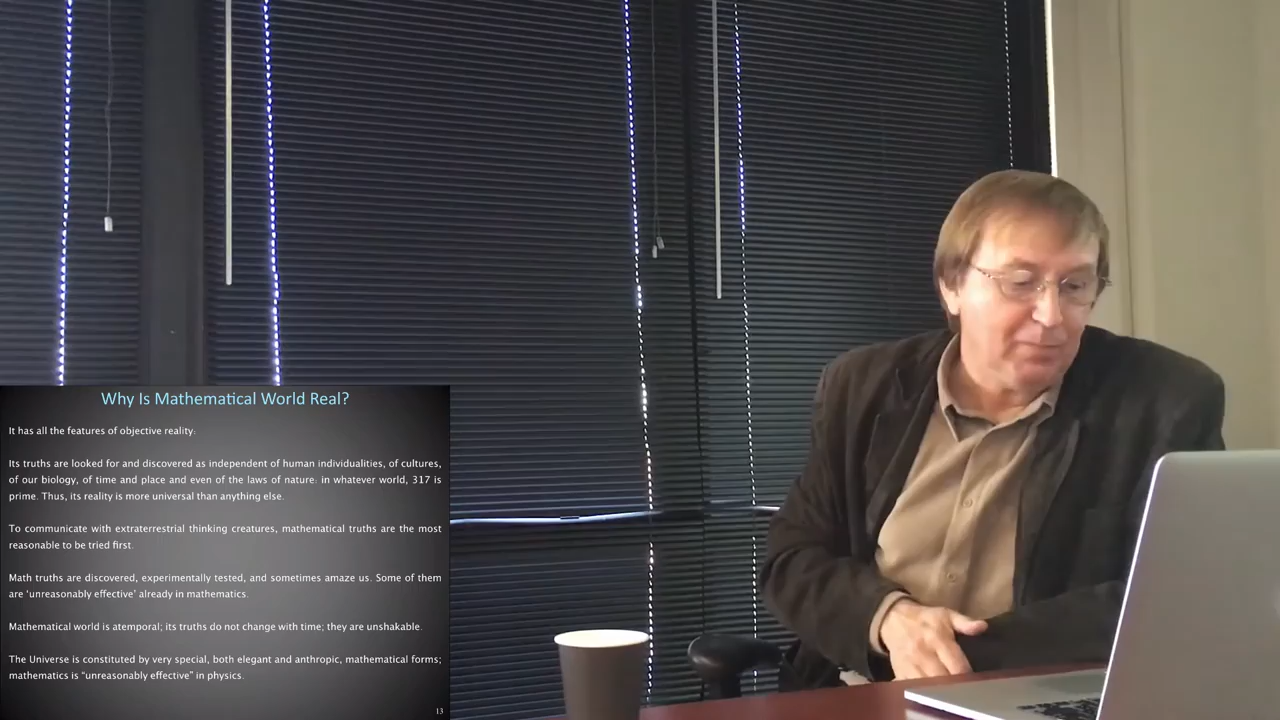 Why Is Mathematical World Real?
It has all the features of objective reality:
Its truths are looked for and discovered as independent of human individualities, of cultures,
of our biology, of time and place and even of the laws of nature: in whatever world, 317 is
prime. Thus, its reality is more universal than anything else.
To communicate with extraterrestrial thinking creatures, mathematical truths are the most
reasonable to be tried first.
Math truths are discovered, experimentally tested, and sometimes amaze us. Some of them
are ‘unreasonably effective’ already in mathematics.
Mathematical world is atemporal; its truths do not change with time; they are unshakable.
The Universe is constituted by very special, both elegant and anthropic, mathematical forms;
mathematics is “unreasonably effective” in physics.
13